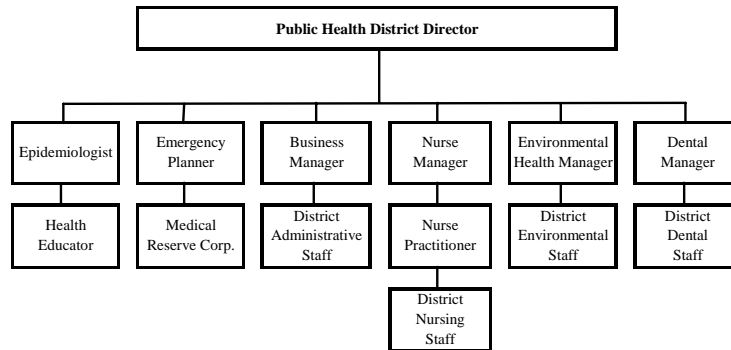 Public Health District Director
Epidemiologist
Emergency
Planner
Business
Manager
Nurse
Manager
Environmental
Health Manager
Dental
Manager
Health
Educator
Medical
Reserve Corp.
District
Administrative
Staff
Nurse
Practitioner
District
Environmental
Staff
District
Dental
Staff
District
Nursing
Staff